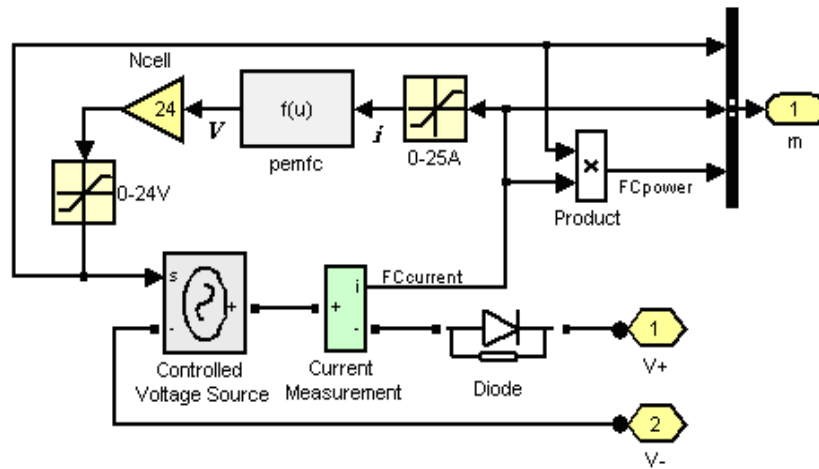 Ncell
24
V
f(u)
pemfc
i
0-25A
1
m
0-24V
×
Product
FCpower
s
+
-
Controlled
Voltage Source
FCcurrent
+
i
-
Current
Measurement
Diode
1
V+
2
V-